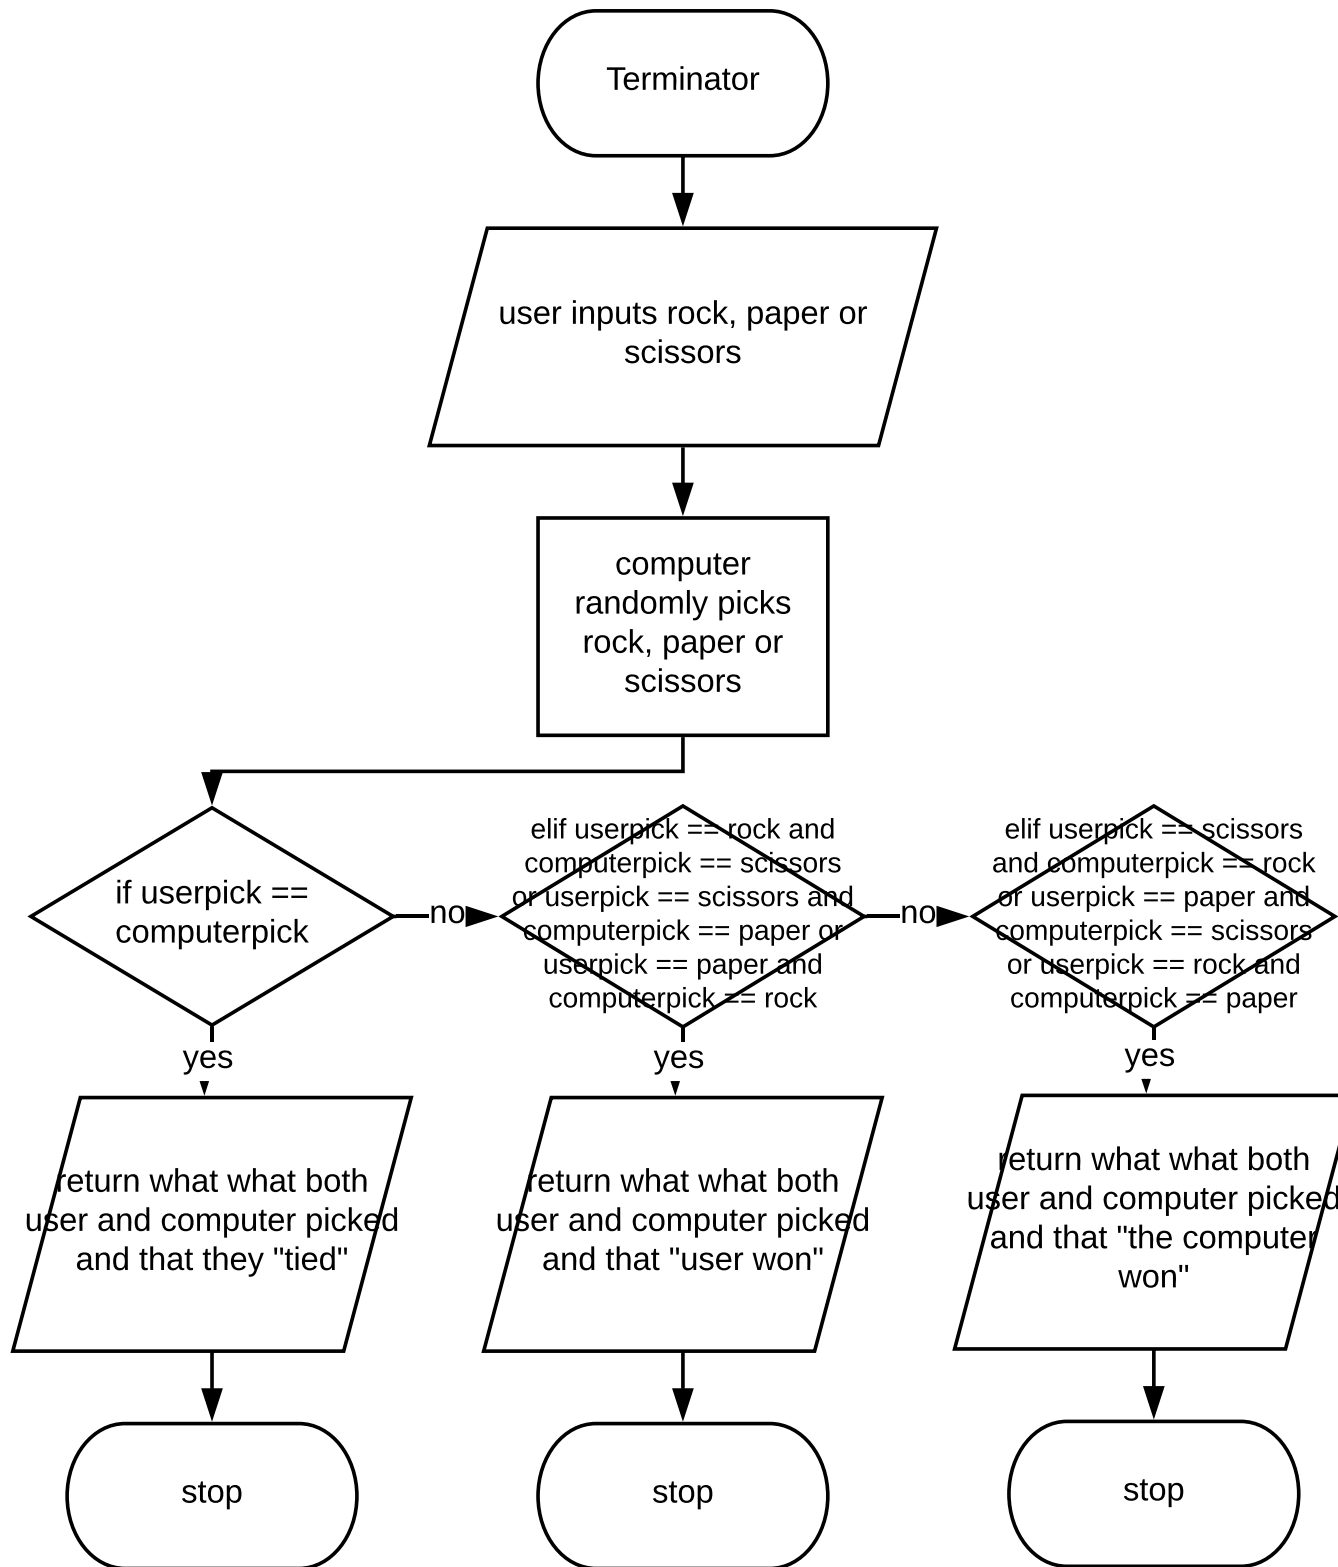 Terminator
user inputs rock, paper or
scissors
computer
randomly picks
rock, paper or
scissors
if userpick ==
computerpick
no
elif userpick == rock and
computerpick == scissors
or userpick == scissors and
computerpick == paper or
userpick == paper and
computerpick == rock
no
elif userpick == scissors
and computerpick == rock
or userpick == paper and
computerpick == scissors
or userpick == rock and
computerpick == paper
yes
yes
yes
return what what both
user and computer picked
and that they "tied"
return what what both
user and computer picked
and that "user won"
return what what both
user and computer picked
and that "the computer
won"
stop
stop
stop